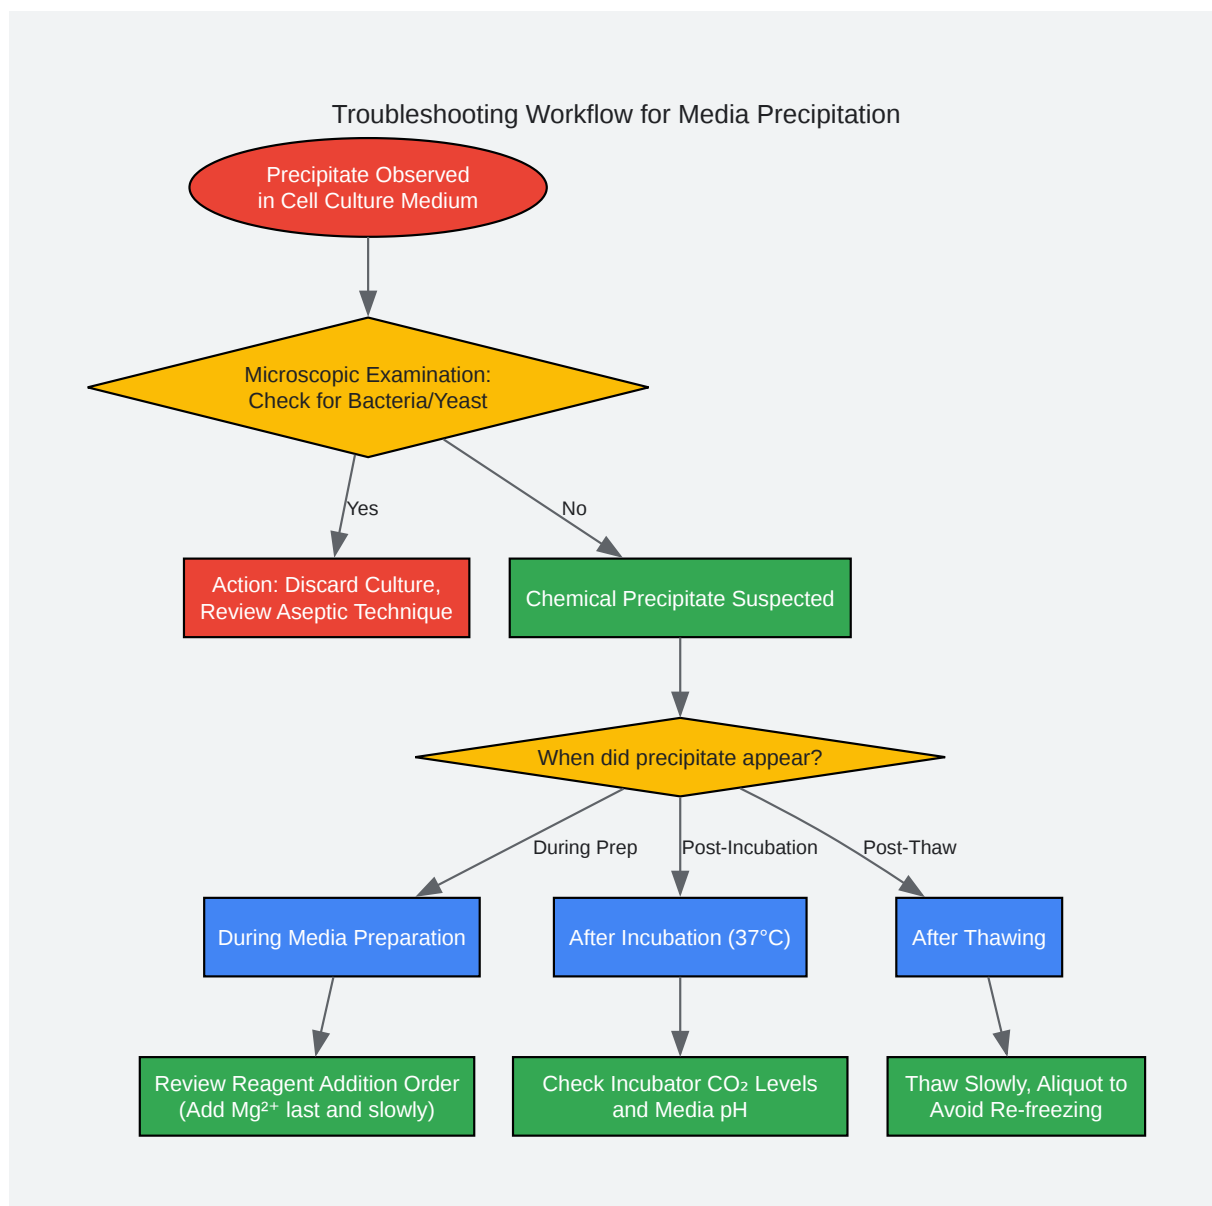 Troubleshooting Workflow for Media Precipitation
Precipitate Observed
in Cell Culture Medium
Microscopic Examination:
Check for Bacteria/Yeast
Yes
No
Action: Discard Culture,
Review Aseptic Technique
Chemical Precipitate Suspected
When did precipitate appear?
During Prep
Post-Incubation
Post-Thaw
During Media Preparation
After Incubation (37°C)
After Thawing
Review Reagent Addition Order
(Add Mg²⁺ last and slowly)
Check Incubator CO₂ Levels
and Media pH
Thaw Slowly, Aliquot to
Avoid Re-freezing